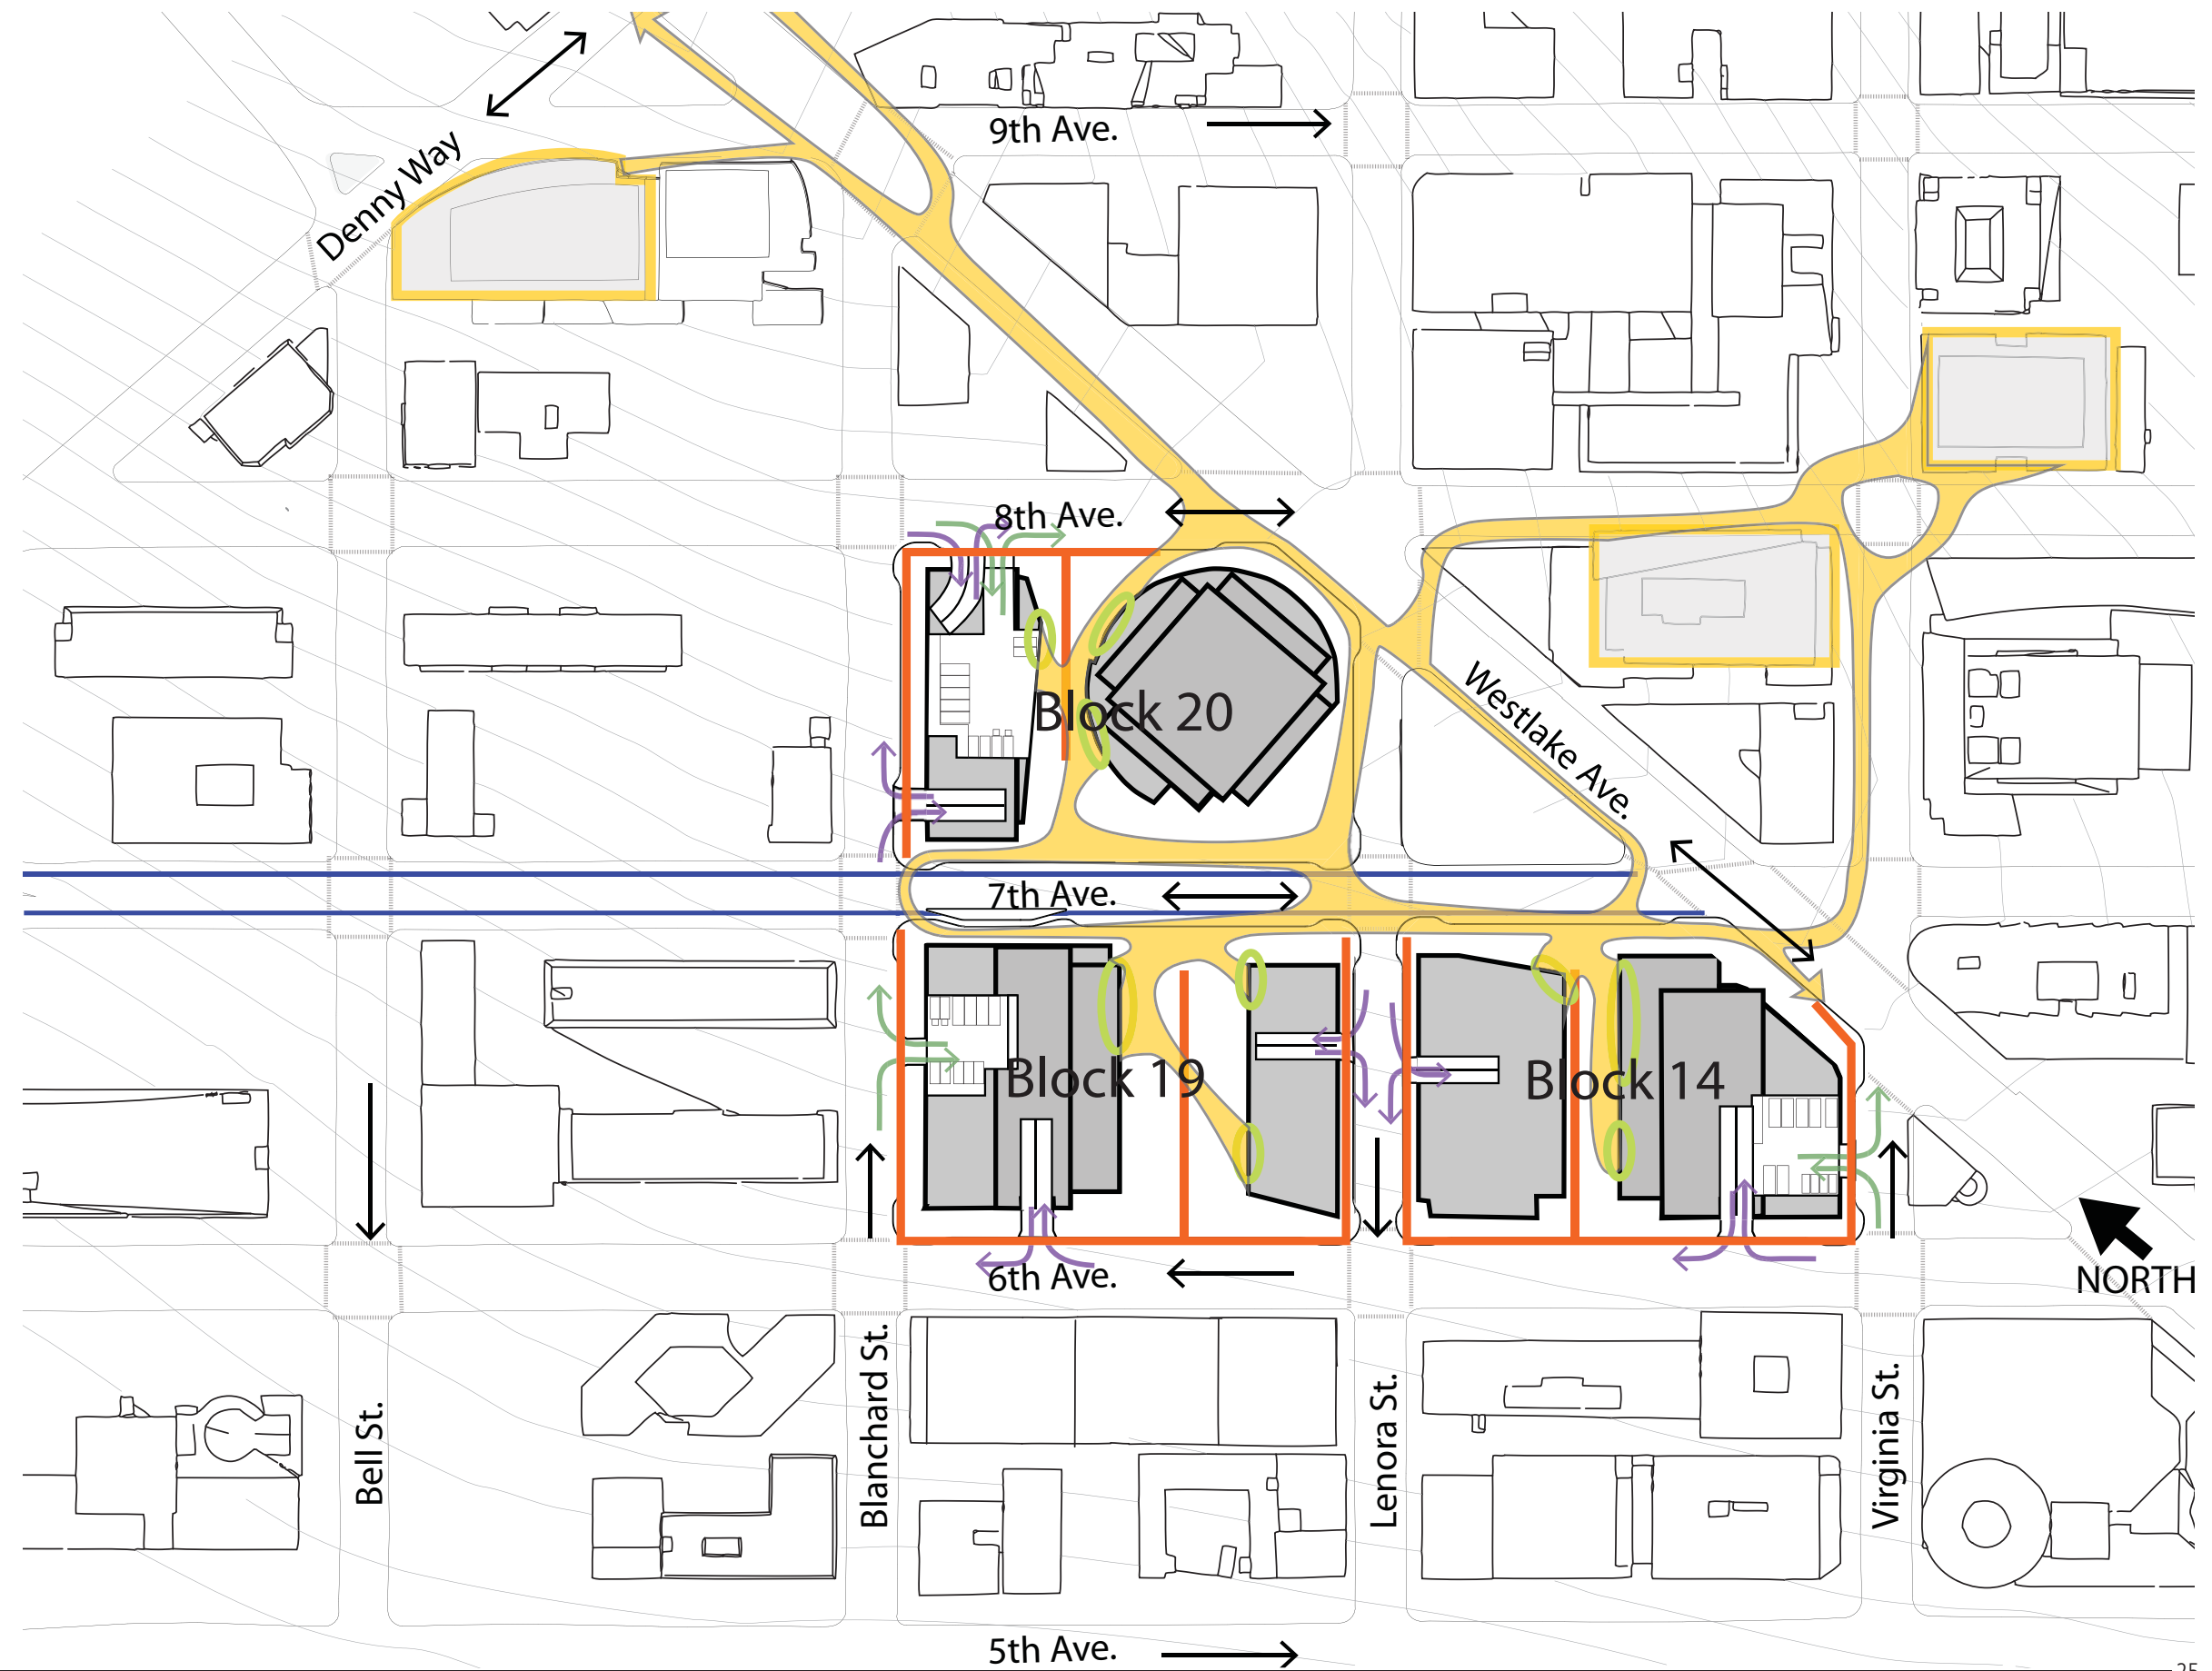 9th Ave.
Denny Way
8th Ave.
Block 20
Westlake Ave.
7th Ave.
Block 19
Block 14
6th Ave.
NORTH
Bell St.
Blanchard St.
Lenora St.
Virginia St.
5th Ave.
25